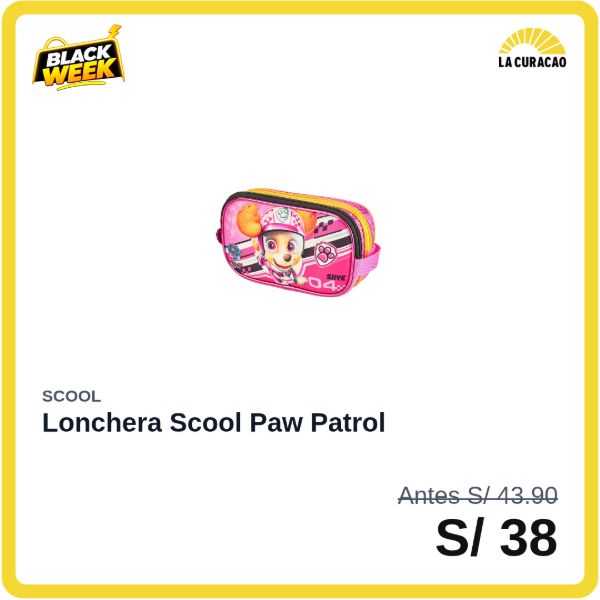 BLACK
WEEK
LA CURACAO
SKYE
04
SCOOL
Lonchera Scool Paw Patrol
Antes S/ 43.90
S/ 38